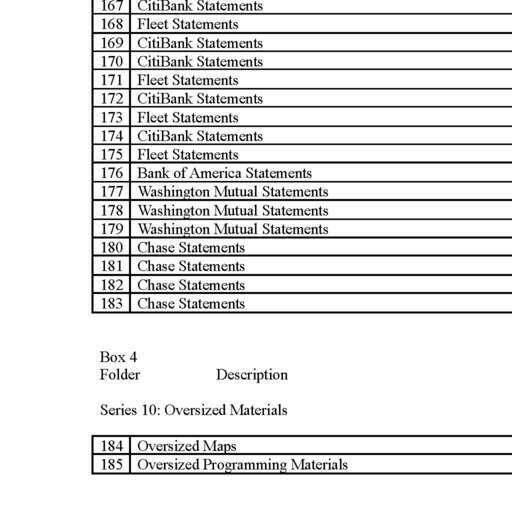 167 CitiBank Statements
168 Fleet Statements
169 CitiBank Statements
170 CitiBank Statements
171 Fleet Statements
172 CitiBank Statements
173 Fleet Statements
174 CitiBank Statements
175 Fleet Statements
176 Bank of America Statements
177 Washington Mutual Statements
178 Washington Mutual Statements
179 Washington Mutual Statements
180 Chase Statements
181 Chase Statements
182 Chase Statements
183 Chase Statements
Box 4
Folder Description
Series 10: Oversized Materials
184 Oversized Maps
185 Oversized Programming Materials